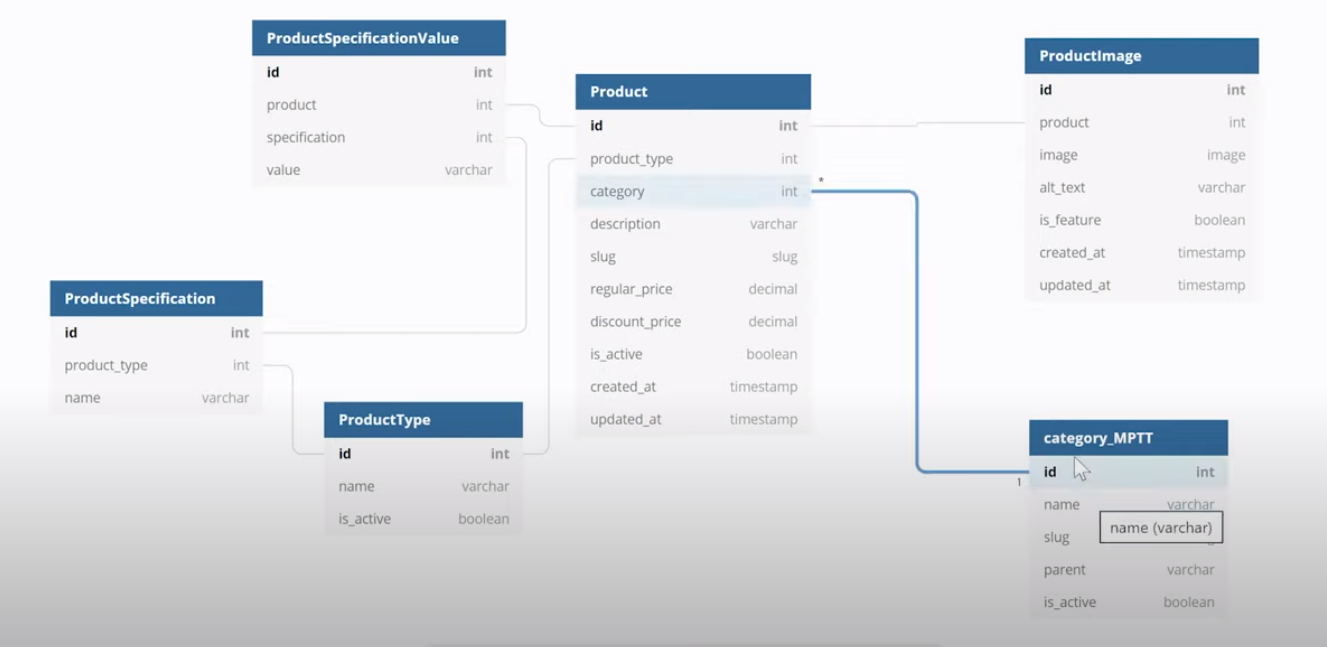 ProductSpecificationValue
id int
product int
specification int
value varchar
Product
id int
product_type int
category int
description varchar
slug slug
regular_price decimal
discount_price decimal
is_active boolean
created_at timestamp
updated_at timestamp
*
ProductImage
id int
product int
image image
alt_text varchar
is_feature boolean
created_at timestamp
updated_at timestamp
ProductSpecification
id int
product_type int
name varchar
ProductType
id int
name varchar
is_active boolean
category_MPTT
1
id int
name varchar
name (varchar)
slug
parent varchar
is_active boolean